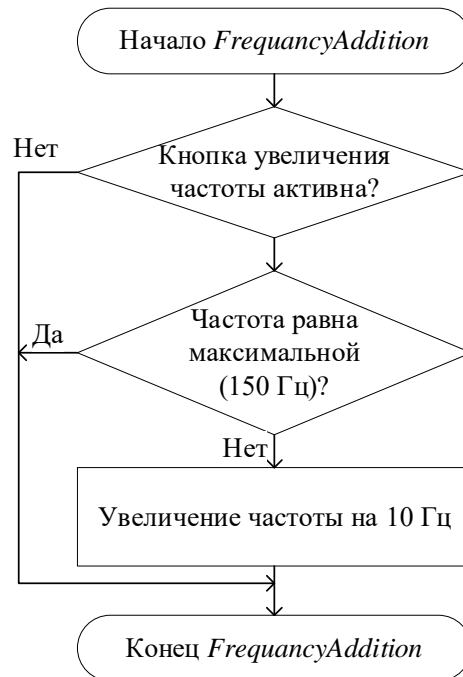 Начало FrequancyAddition
Нет
Кнопка увеличения
частоты активна?
Да
Частота равна
максимальной
(150 Гц)?
Нет
Увеличение частоты на 10 Гц
Конец FrequancyAddition